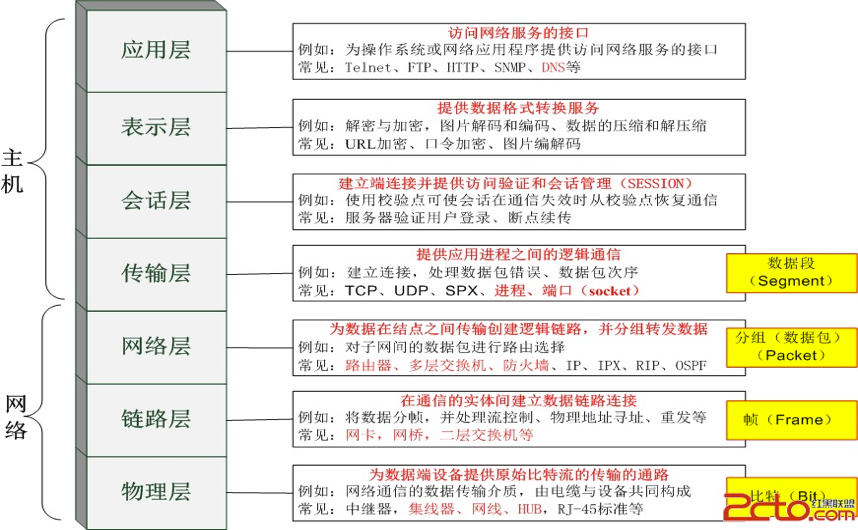 主机
应用层
访问网络服务的接口
例如：为操作系统或网络应用程序提供访问网络服务的接口
常见：Telnet、FTP、HTTP、SNMP、DNS等
表示层
提供数据格式转换服务
例如：解密与加密，图片解码和编码、数据的压缩和解压缩
常见：URL加密、口令加密、图片编解码
会话层
建立端连接并提供访问验证和会话管理（SESSION）
例如：使用校验点可使会话在通信失效时从校验点恢复通信
常见：服务器验证用户登录、断点续传
传输层
提供应用进程之间的逻辑通信
例如：建立连接，处理数据包错误、数据包次序
常见：TCP、UDP、SPX、进程、端口（socket）
数据段
（Segment）
网络
网络层
为数据在结点之间传输创建逻辑链路，并分组转发数据
例如：对子网间的数据包进行路由选择
常见：路由器、多层交换机、防火墙、IP、IPX、RIP、OSPF
分组（数据包）
（Packet）
链路层
在通信的实体间建立数据链路连接
例如：将数据分帧，并处理流控制、物理地址寻址、重发等
常见：网卡，网桥，二层交换机等
帧（Frame）
物理层
为数据端设备提供原始比特流的传输的通路
例如：网络通信的数据传输介质，由电缆与设备共同构成
常见：中继器，集线器、网线、HUB，RJ-45标准等
比特（Bit）
2cto.com
红黑联盟